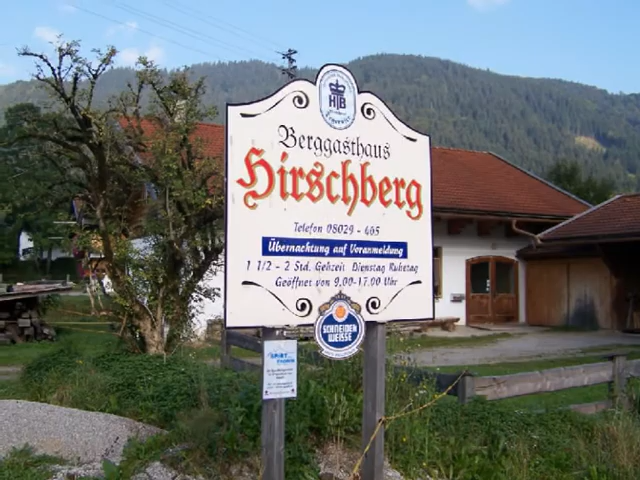 HB
Berggasthaus
Hirschberg
Telefon 08029 - 465
Übernachtung auf Voranmeldung
1 1/2 - 2 Std. Gehzeit Dienstag Ruhetag
Geöffnet von 9.00-17.00 Uhr
SCHNEIDER
WEISSE